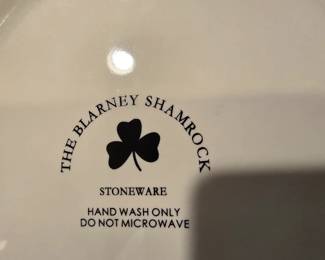 THE BLARNEY SHAMROCK
STONEWARE
HAND WASH ONLY
DO NOT MICROWAVE